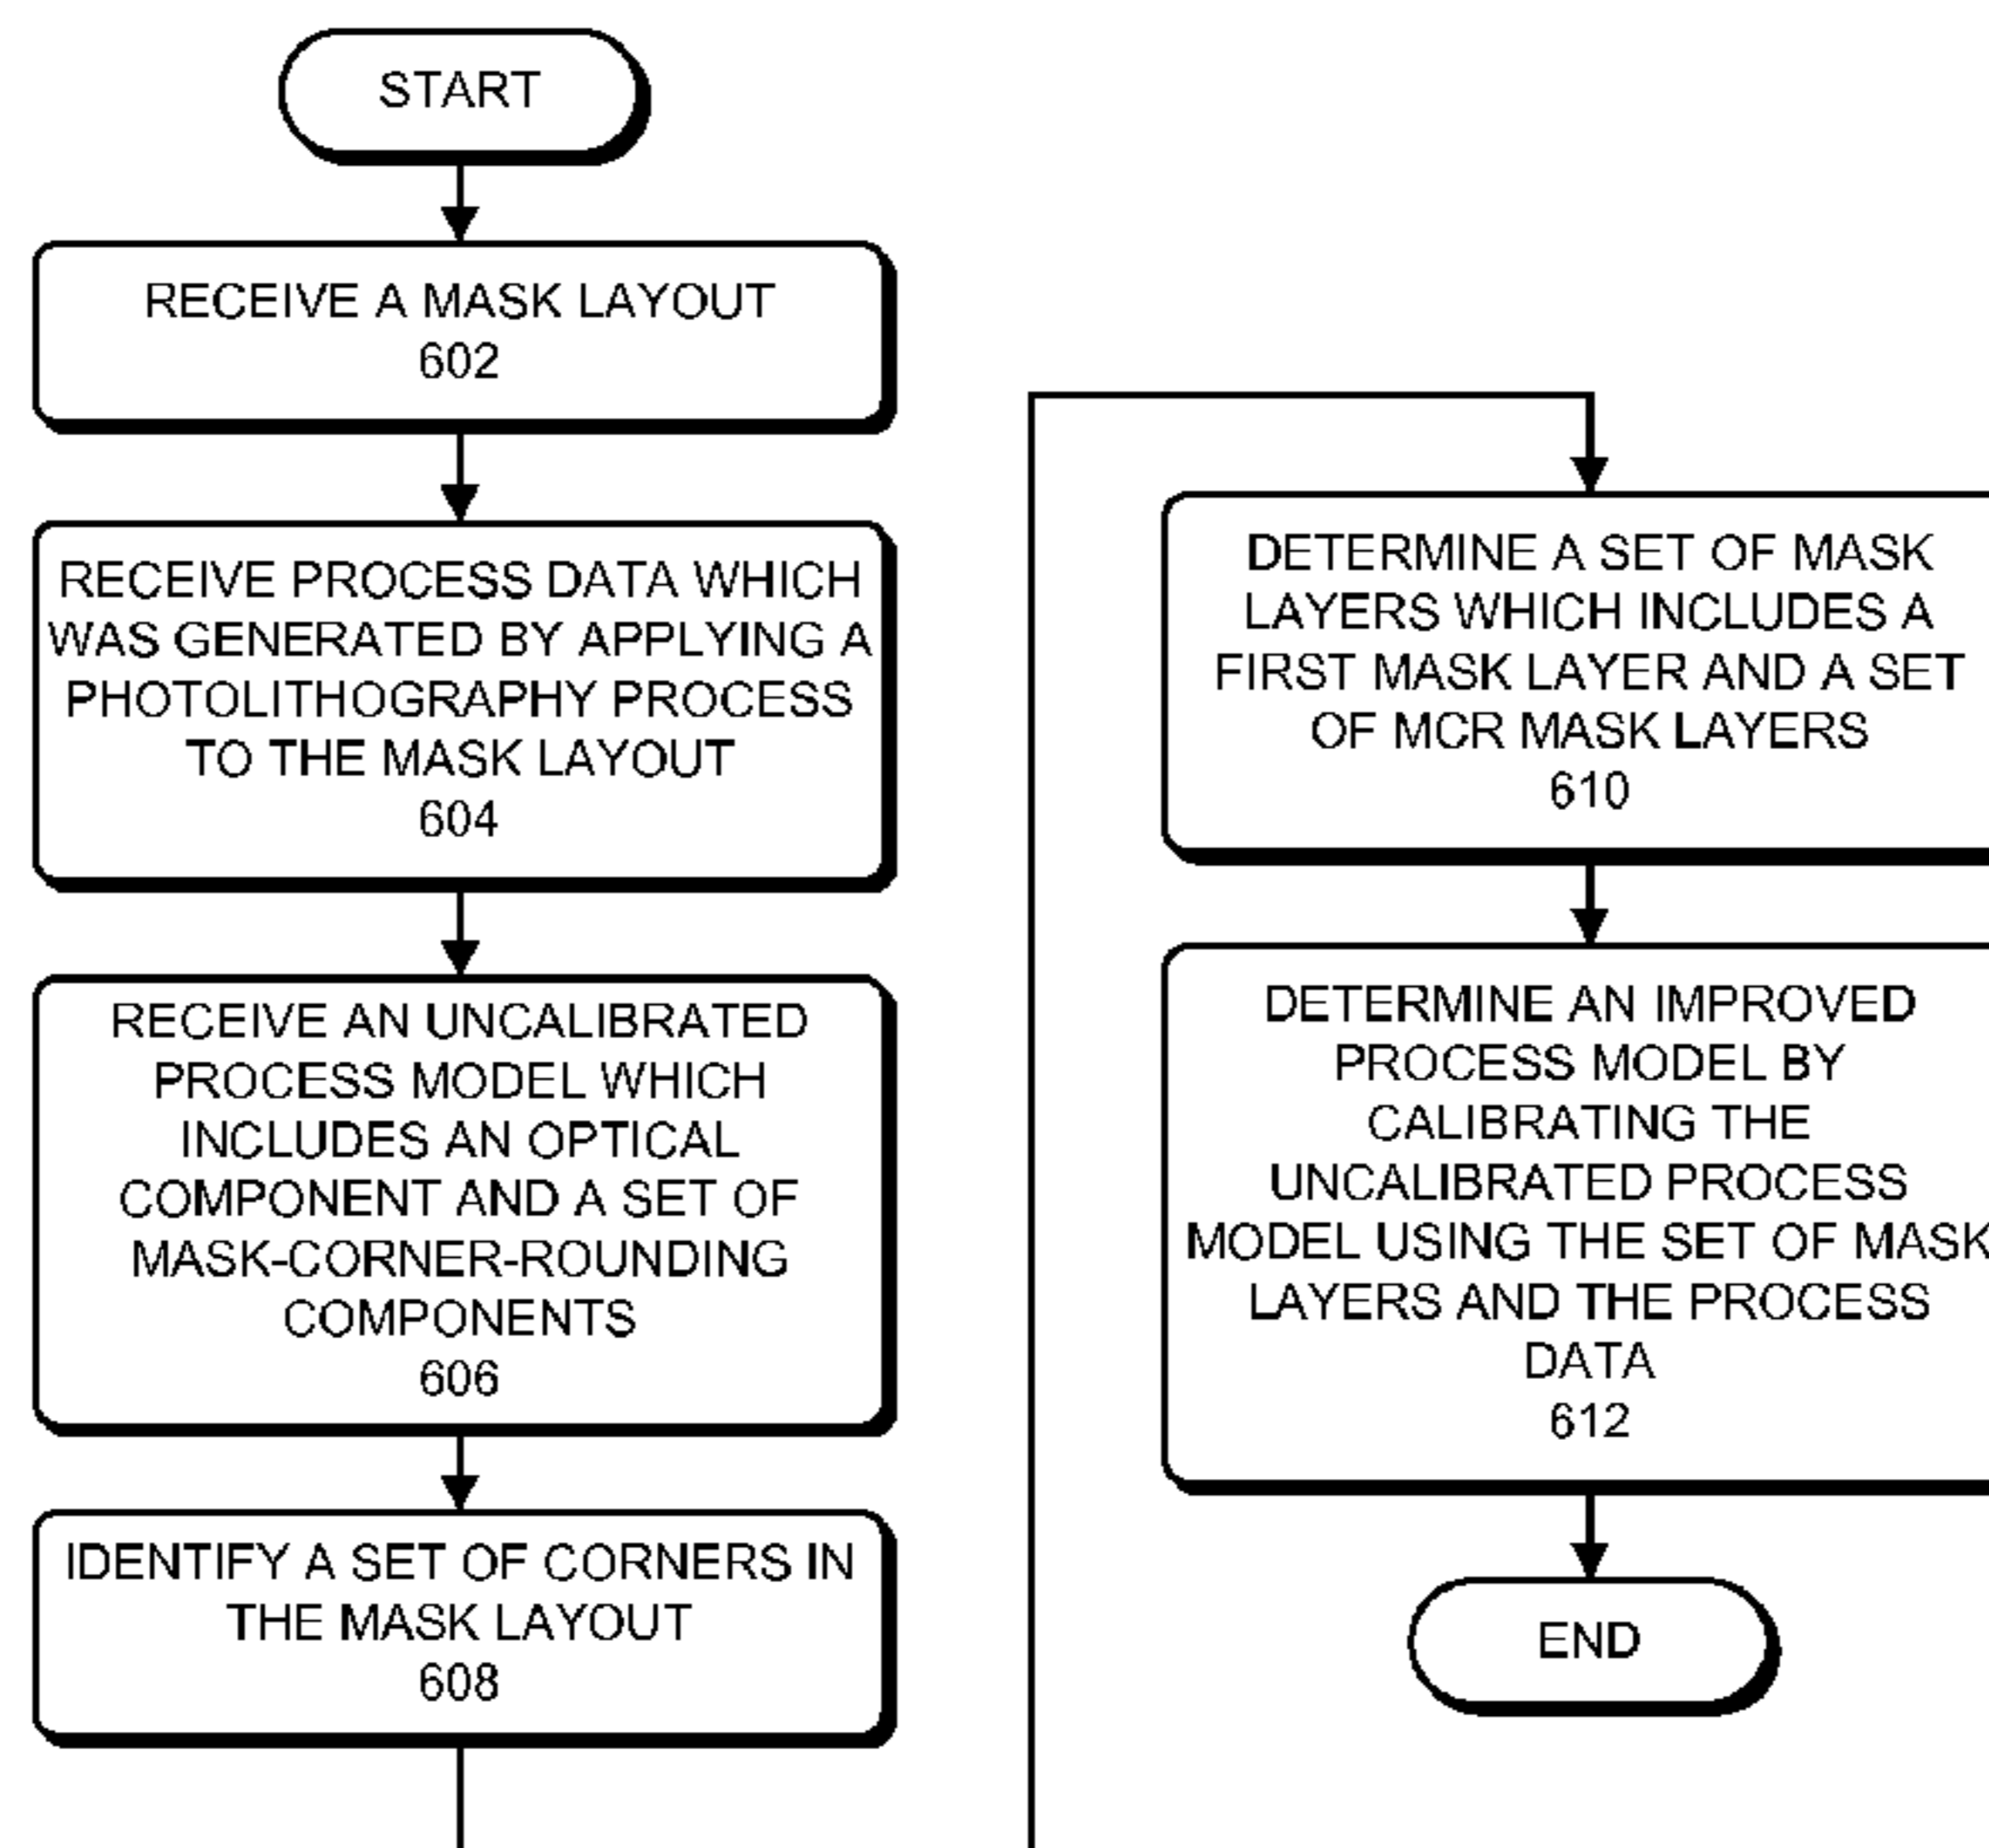 START
RECEIVE A MASK LAYOUT
602
RECEIVE PROCESS DATA WHICH
WAS GENERATED BY APPLYING A
PHOTOLITHOGRAPHY PROCESS
TO THE MASK LAYOUT
604
RECEIVE AN UNCALIBRATED
PROCESS MODEL WHICH
INCLUDES AN OPTICAL
COMPONENT AND A SET OF
MASK-CORNER-ROUNDING
COMPONENTS
606
IDENTIFY A SET OF CORNERS IN
THE MASK LAYOUT
608
DETERMINE A SET OF MASK
LAYERS WHICH INCLUDES A
FIRST MASK LAYER AND A SET
OF MCR MASK LAYERS
610
DETERMINE AN IMPROVED
PROCESS MODEL BY
CALIBRATING THE
UNCALIBRATED PROCESS
MODEL USING THE SET OF MASK
LAYERS AND THE PROCESS
DATA
612
END